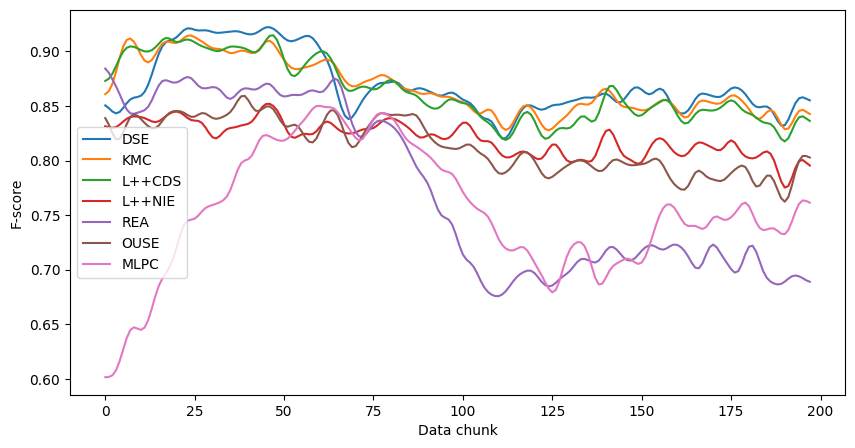 0.90
0.85
0.80
0.75
0.70
0.65
0.60
F-score
DSE
KMC
L++CDS
L++NIE
REA
OUSE
MLPC
0 25 50 75 100 125 150 175 200
Data chunk